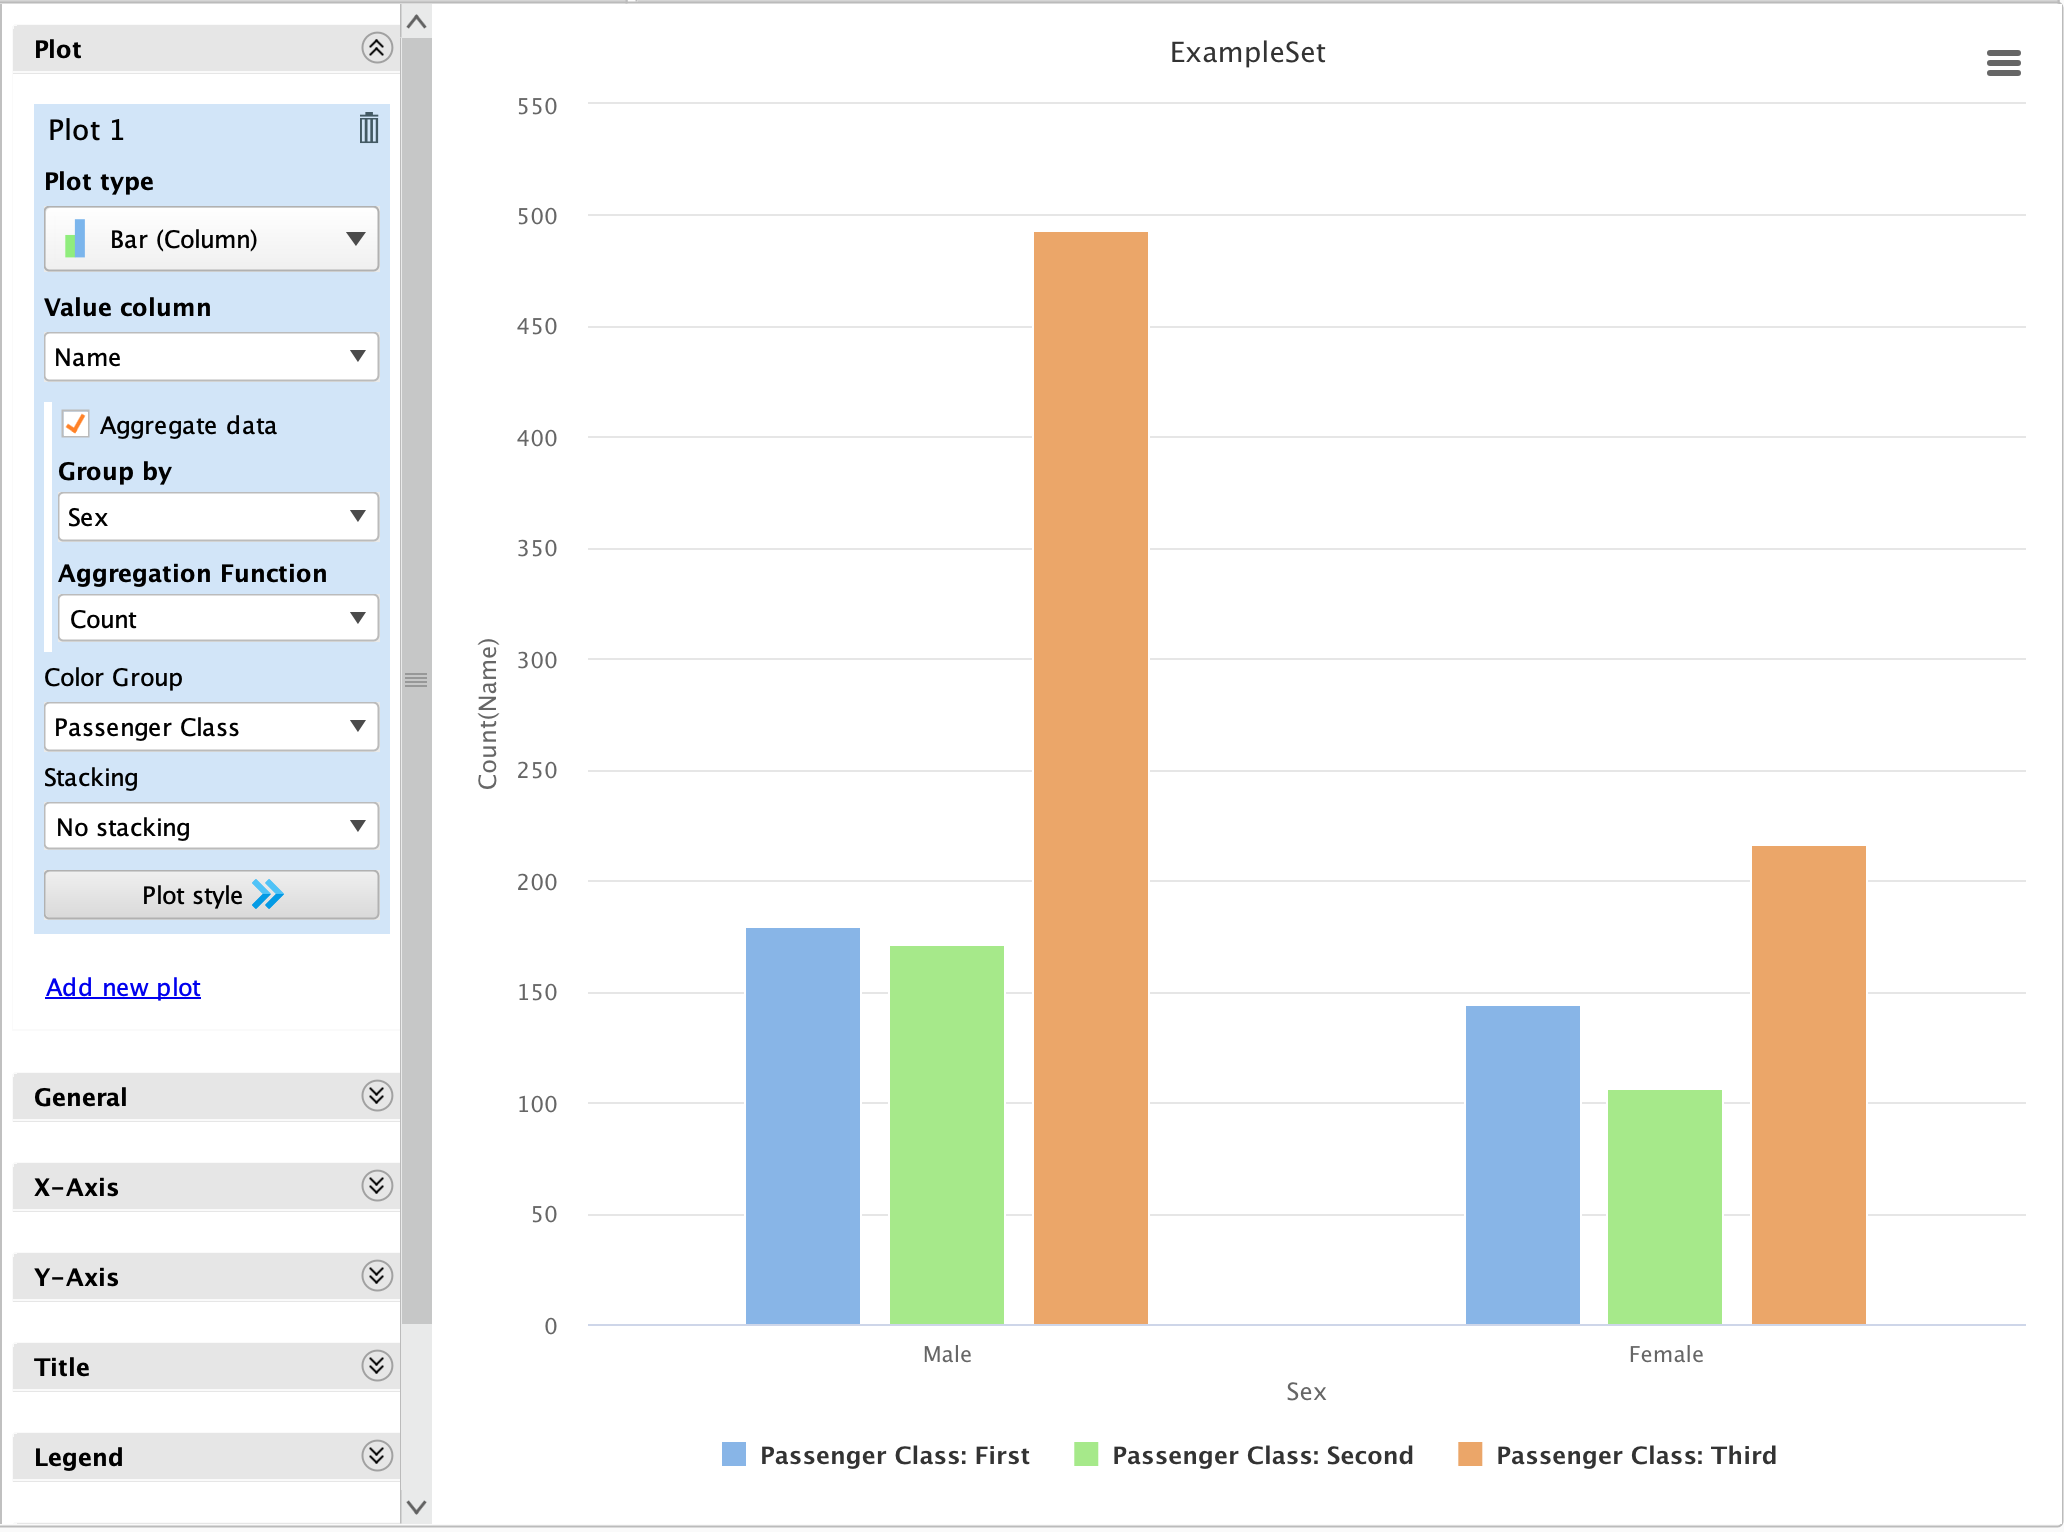 Plot
Plot 1
Plot type
Bar (Column)
Value column
Name
Aggregate data
Group by
Sex
Aggregation Function
Count
Color Group
Passenger Class
Stacking
No stacking
Plot style
Add new plot
General
X-Axis
Y-Axis
Title
Legend
ExampleSet
550
500
450
400
350
300
250
200
150
100
50
0
Count(Name)
Male Female
Sex
Passenger Class: First Passenger Class: Second Passenger Class: Third